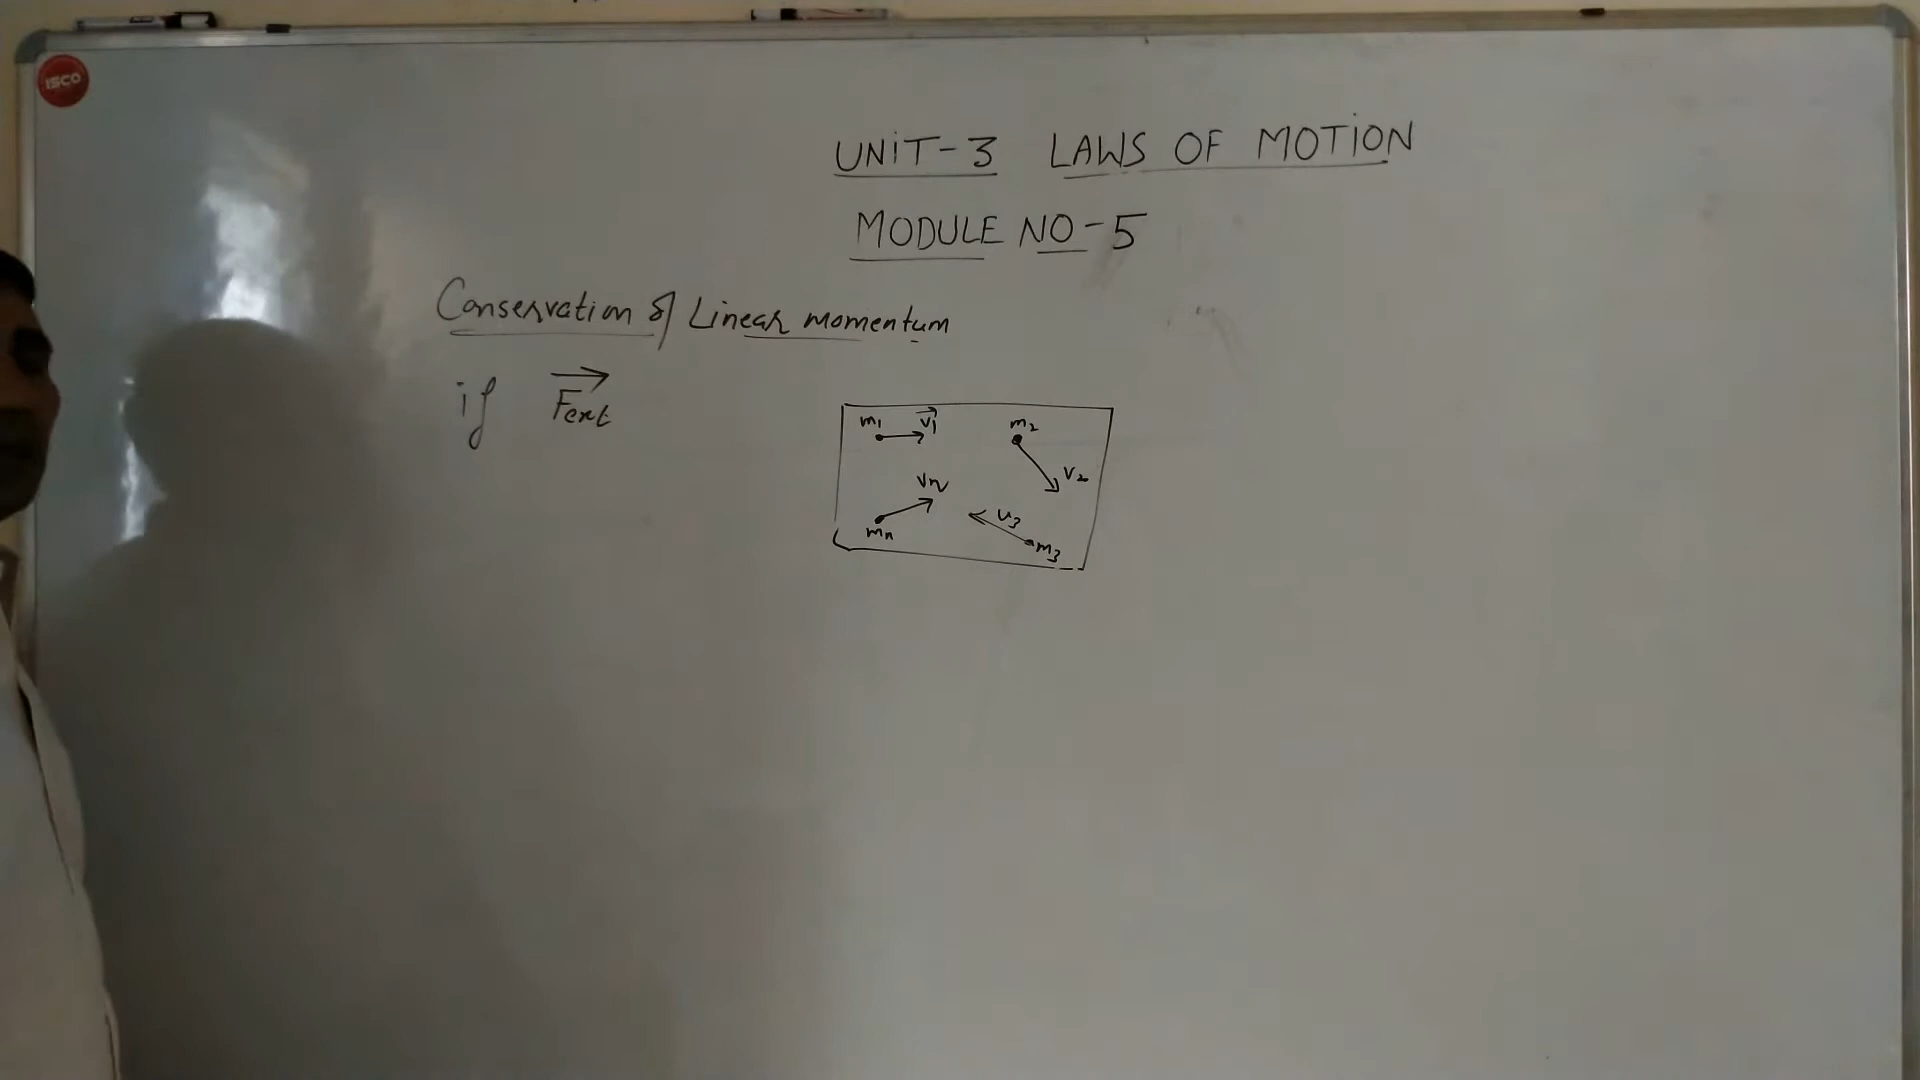 ISCO
UNIT-3 LAWS OF MOTION
MODULE NO-5
Conservation of Linear momentum
if Fext
m1 v1 m2
v2
vn
v3
mn m3